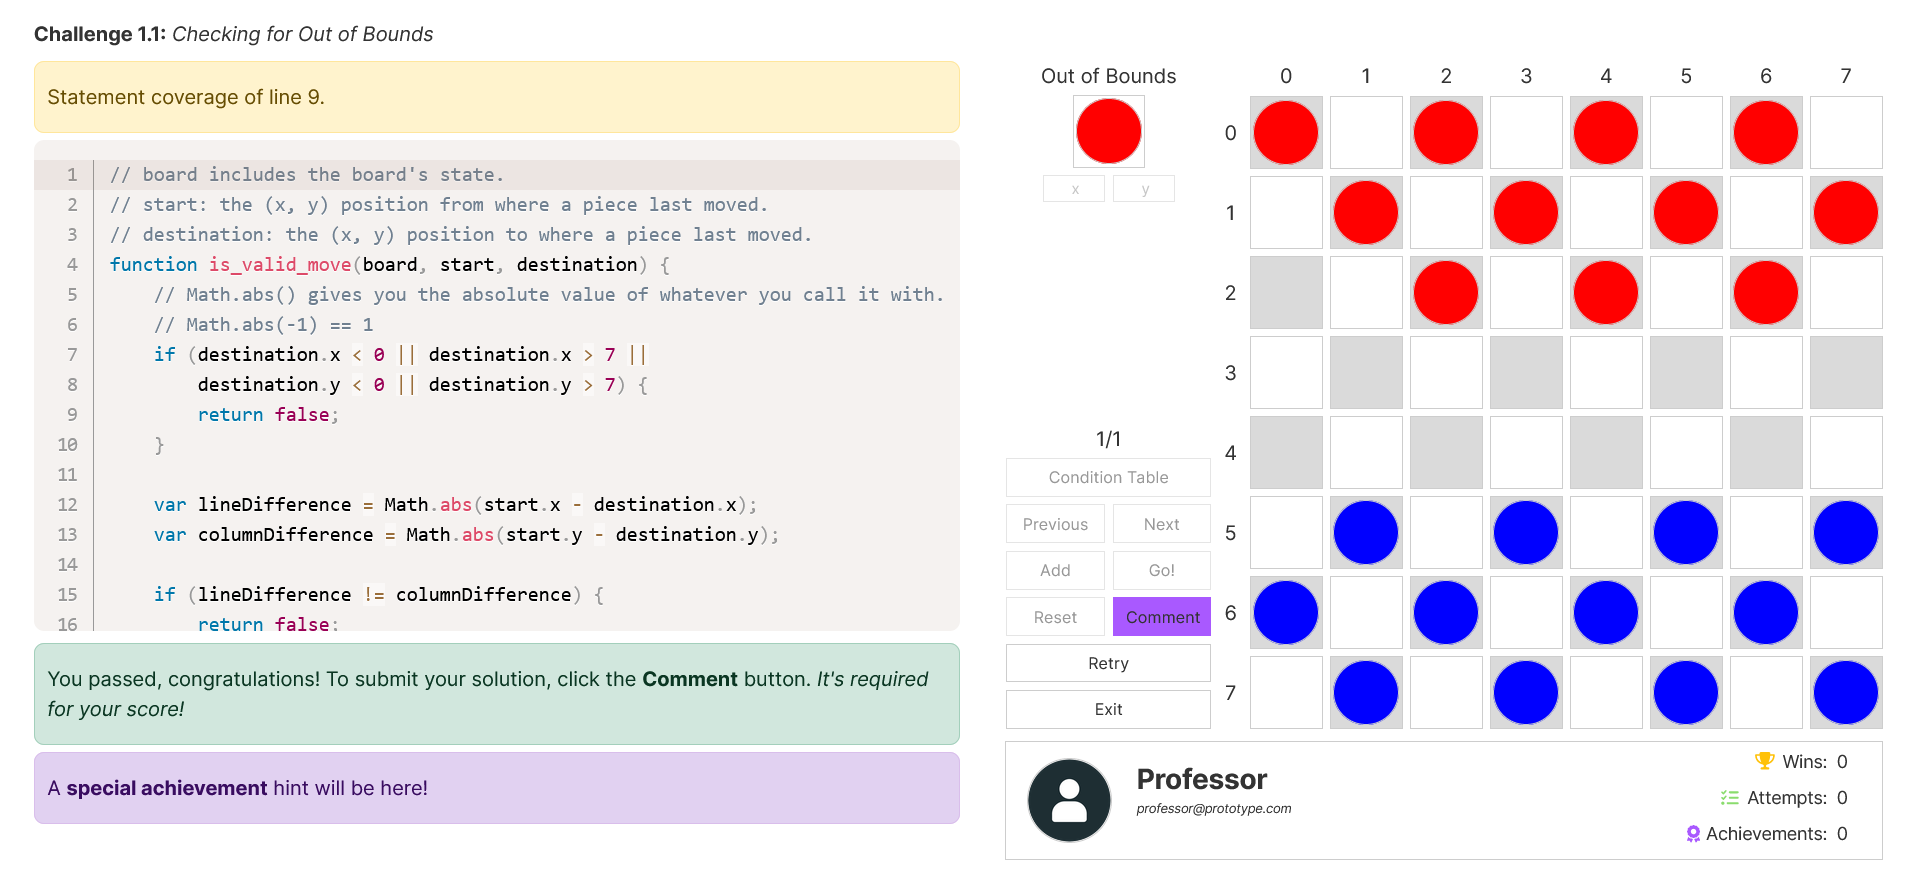 Challenge 1.1: Checking for Out of Bounds
Statement coverage of line 9.
1 // board includes the board's state.
2 // start: the (x, y) position from where a piece last moved.
3 // destination: the (x, y) position to where a piece last moved.
4 function is_valid_move(board, start, destination) {
5 // Math.abs() gives you the absolute value of whatever you call it with.
6 // Math.abs(-1) == 1
7 if (destination.x < 0 || destination.x > 7 ||
8 destination.y < 0 || destination.y > 7) {
9 return false;
10 }
11
12 var lineDifference = Math.abs(start.x - destination.x);
13 var columnDifference = Math.abs(start.y - destination.y);
14
15 if (lineDifference != columnDifference) {
16 return false;
You passed, congratulations! To submit your solution, click the Comment button. It's required
for your score!
A special achievement hint will be here!
Out of Bounds
x y
1/1
Condition Table
Previous Next
Add Go!
Reset Comment
Retry
Exit
0 1 2 3 4 5 6 7
0
1
2
3
4
5
6
7
Professor
professor@prototype.com
Wins: 0
Attempts: 0
Achievements: 0